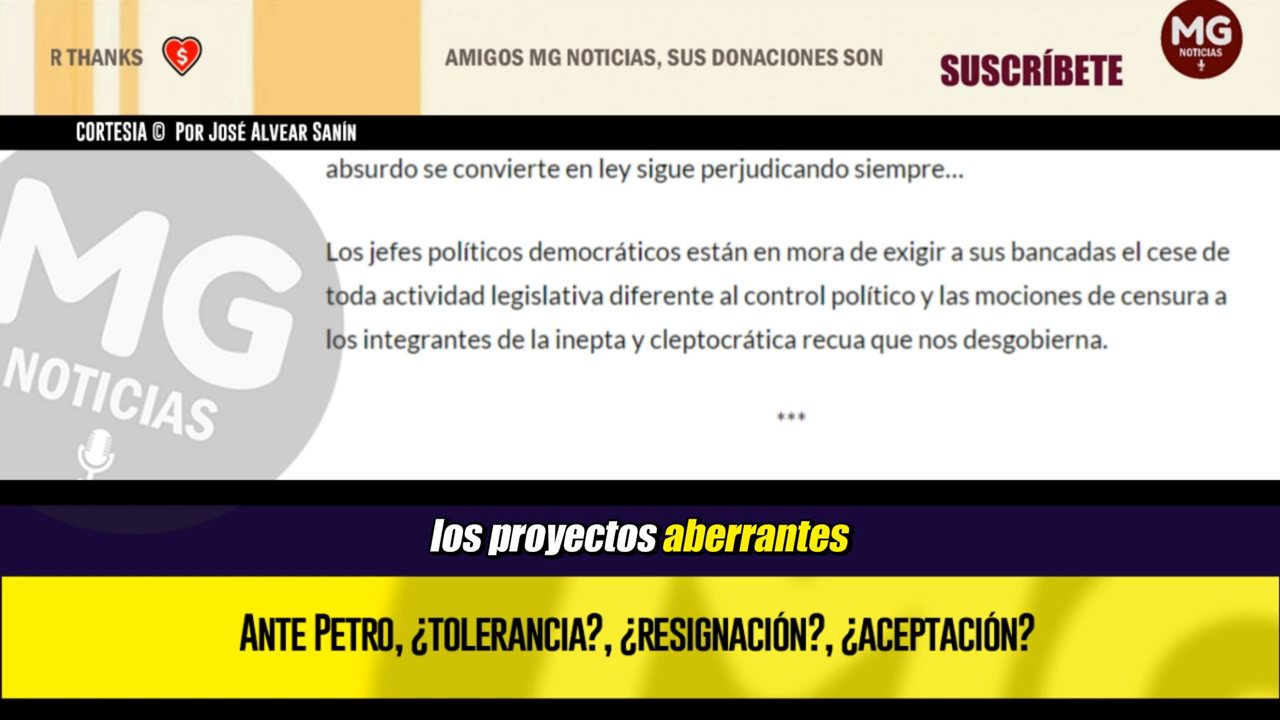 R THANKS
AMIGOS MG NOTICIAS, SUS DONACIONES SON
SUSCRÍBETE
MG
NOTICIAS
CORTESIA © Por José Alvear Sanín
absurdo se convierte en ley sigue perjudicando siempre...
Los jefes políticos democráticos están en mora de exigir a sus bancadas el cese de
toda actividad legislativa diferente al control político y las mociones de censura a
los integrantes de la inepta y cleptocrática recua que nos desgobierna.
***
MG
NOTICIAS
los proyectos aberrantes
Ante Petro, ¿tolerancia?, ¿resignación?, ¿aceptación?